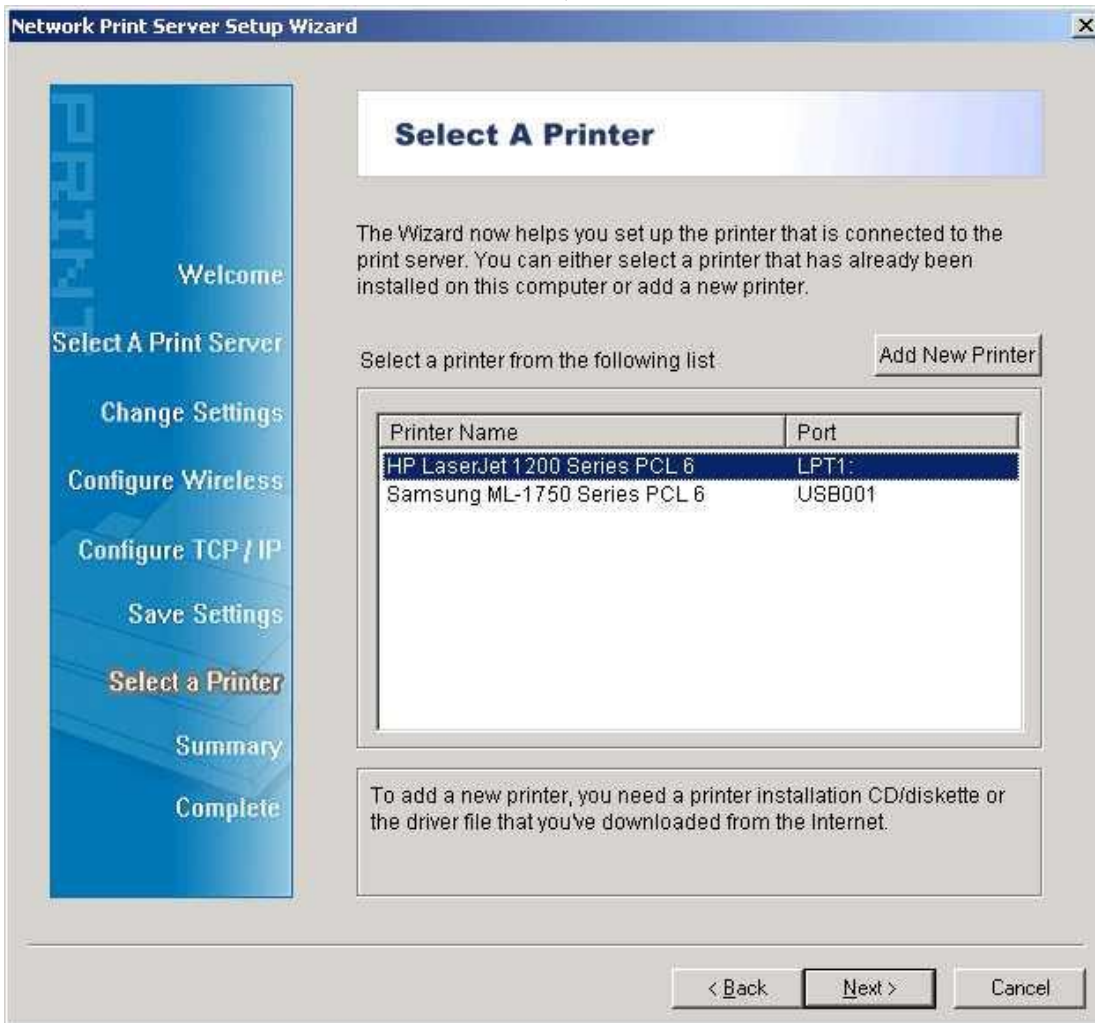 Network Print Server Setup Wizard
PRINT
Welcome
Select A Print Server
Change Settings
Configure Wireless
Configure TCP / IP
Save Settings
Select a Printer
Summary
Complete
Select A Printer
The Wizard now helps you set up the printer that is connected to the
print server. You can either select a printer that has already been
installed on this computer or add a new printer.
Select a printer from the following list
Add New Printer
Printer Name Port
HP LaserJet 1200 Series PCL 6 LPT1:
Samsung ML-1750 Series PCL 6 USB001
To add a new printer, you need a printer installation CD/diskette or
the driver file that you've downloaded from the Internet.
< Back Next > Cancel